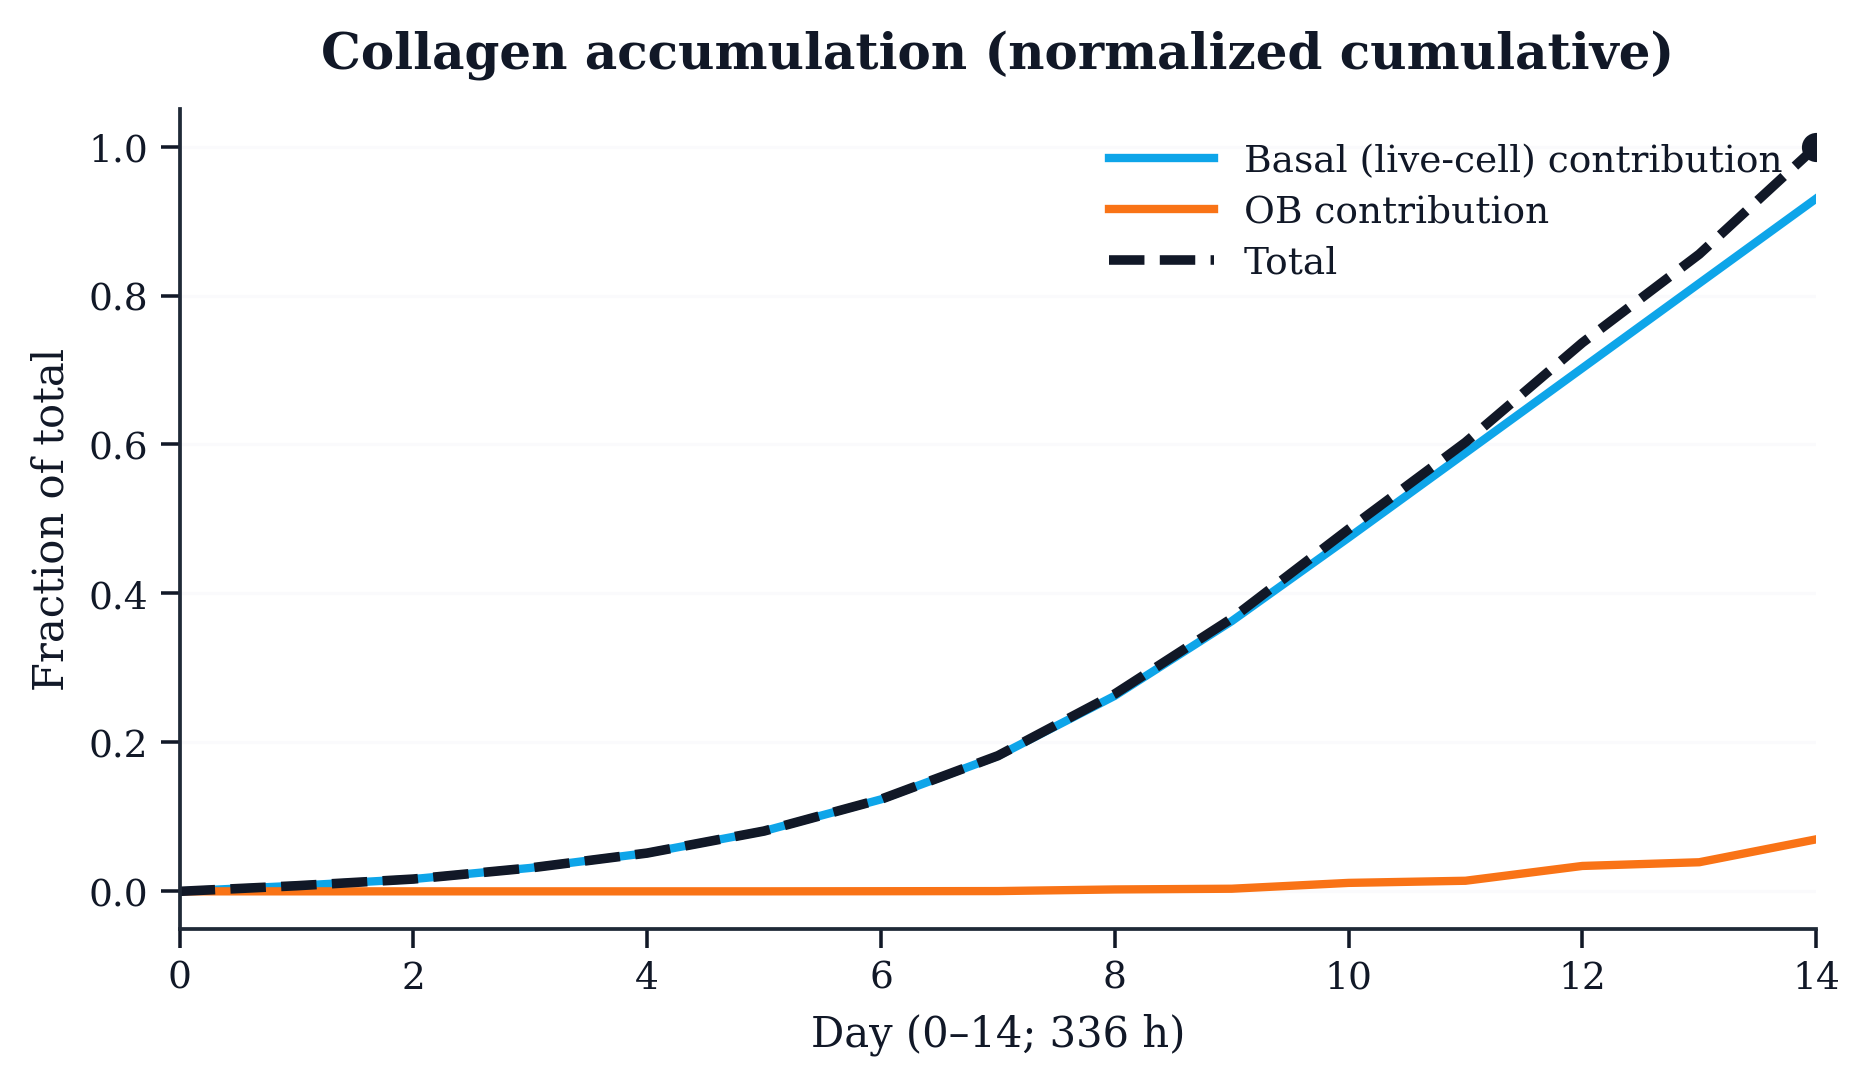 Collagen accumulation (normalized cumulative)
Basal (live-cell) contribution
OB contribution
Total
Fraction of total
1.0
0.8
0.6
0.4
0.2
0.0
0 2 4 6 8 10 12 14
Day (0–14; 336 h)